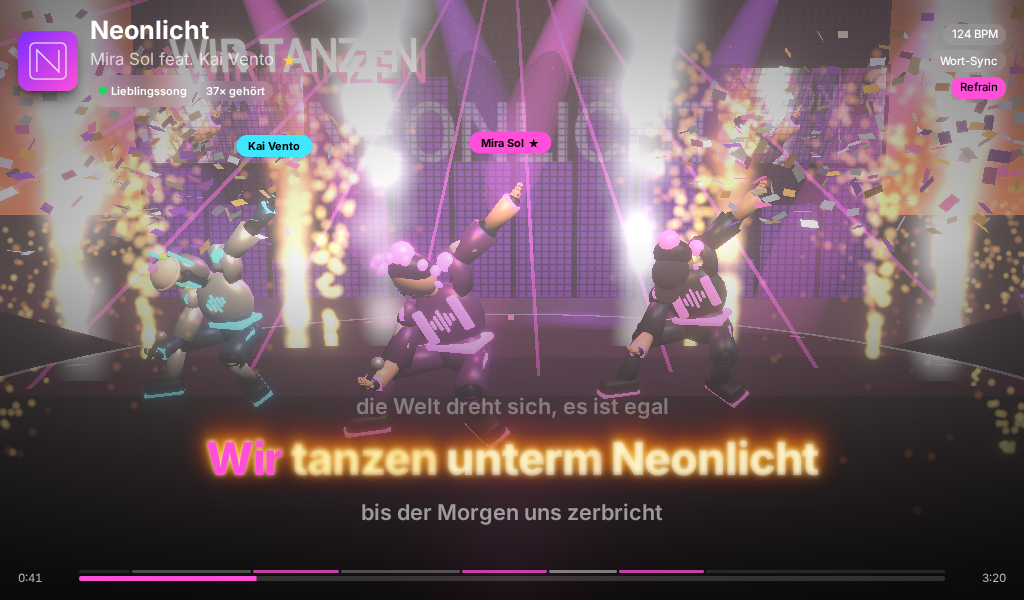 Neonlicht
Mira Sol feat. Kai Vento ★
Lieblingssong
37× gehört
124 BPM
Wort-Sync
Refrain
WIR TANZEN
Kai Vento
Mira Sol ★
die Welt dreht sich, es ist egal
Wir tanzen unterm Neonlicht
bis der Morgen uns zerbricht
0:41
3:20